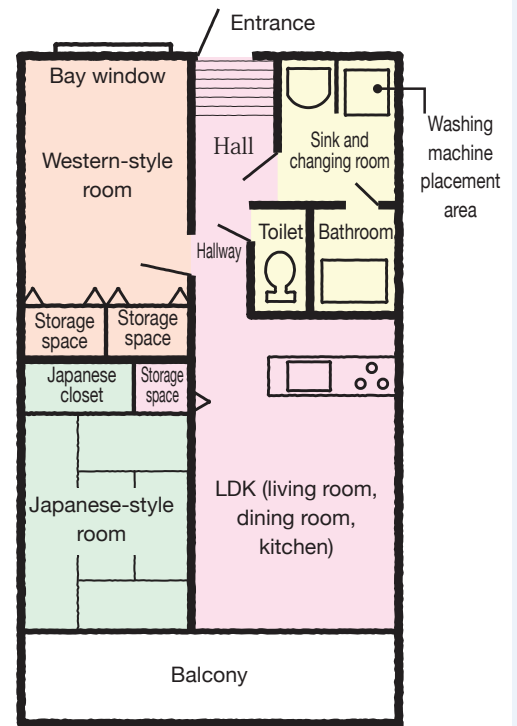 Entrance
Bay window
Hall
Sink and
changing room
Washing
machine
placement
area
Western-style
room
Toilet
Bathroom
Hallway
Storage
space
Storage
space
Japanese
closet
Storage
space
Japanese-style
room
LDK (living room,
dining room,
kitchen)
Balcony